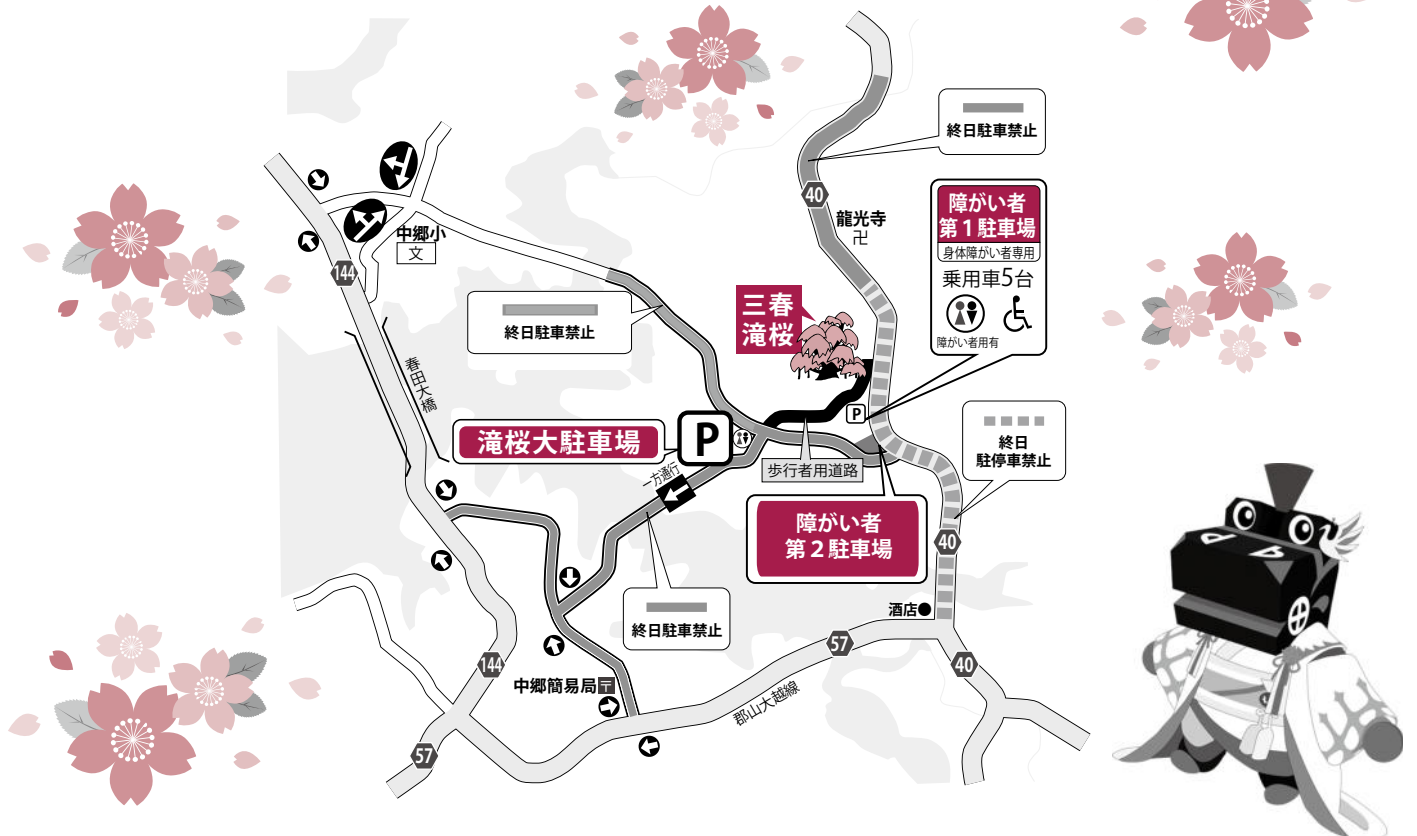 終日駐車禁止
40
龍光寺
卍
障がい者
第1駐車場
身体障がい者専用
乗用車5台
障がい者用有
中郷小
文
144
終日駐車禁止
三春
滝桜
春田大橋
P
滝桜大駐車場
P
一方通行
歩行者用道路
終日
駐停車禁止
障がい者
第2駐車場
40
酒店
終日駐車禁止
57
40
144
中郷簡易局〒
郡山大越線
57